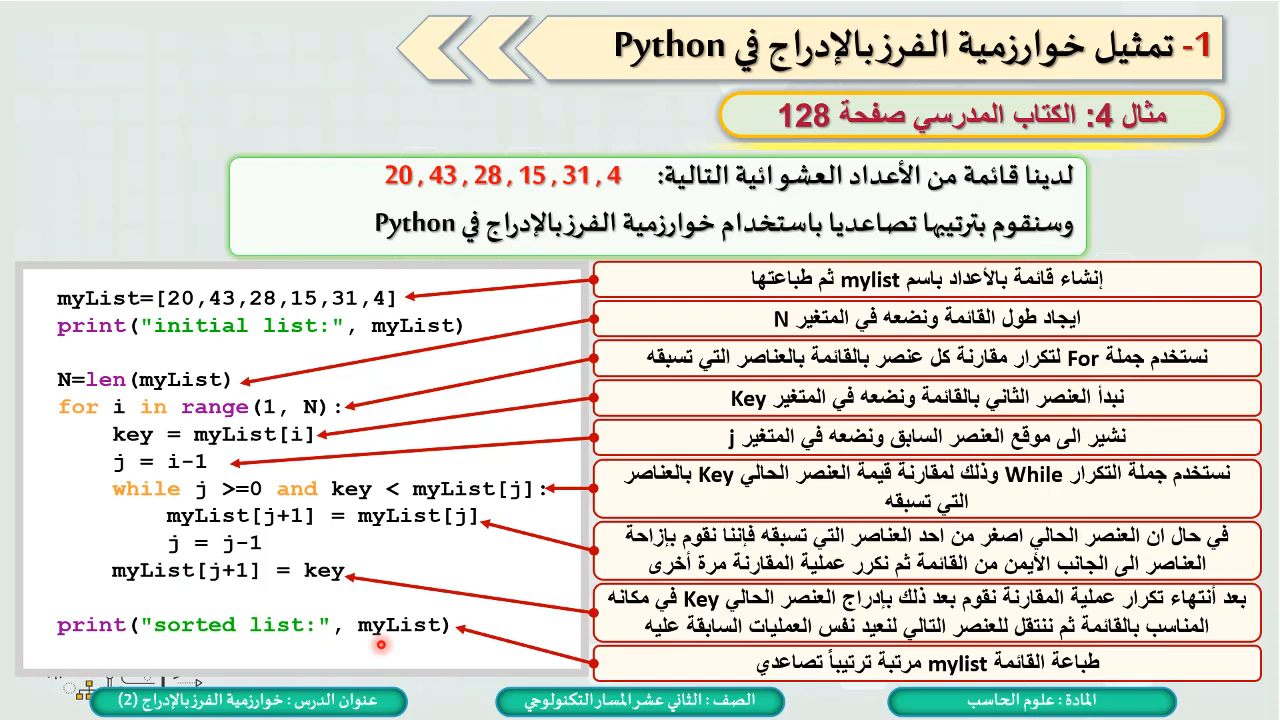 1- تمثيل خوارزمية الفرز بالإدراج في Python
مثال 4: الكتاب المدرسي صفحة 128
لدينا قائمة من الأعداد العشوائية التالية: 20 , 43 , 28 , 15 , 31 , 4
وسنقوم بترتيبها تصاعديا باستخدام خوارزمية الفرز بالإدراج في Python
myList=[20,43,28,15,31,4]
print("initial list:", myList)
N=len(myList)
for i in range(1, N):
key = myList[i]
j = i-1
while j >=0 and key < myList[j]:
myList[j+1] = myList[j]
j = j-1
myList[j+1] = key
print("sorted list:", myList)
إنشاء قائمة بالأعداد باسم mylist ثم طباعتها
ايجاد طول القائمة ونضعه في المتغير N
نستخدم جملة For لتكرار مقارنة كل عنصر بالقائمة بالعناصر التي تسبقه
نبدأ العنصر الثاني بالقائمة ونضعه في المتغير Key
نشير الى موقع العنصر السابق ونضعه في المتغير j
نستخدم جملة التكرار While وذلك لمقارنة قيمة العنصر الحالي Key بالعناصر
التي تسبقه
في حال ان العنصر الحالي اصغر من احد العناصر التي تسبقه فإننا نقوم بإزاحة
العناصر الى الجانب الأيمن من القائمة ثم نكرر عملية المقارنة مرة أخرى
بعد أنتهاء تكرار عملية المقارنة نقوم بعد ذلك بإدراج العنصر الحالي Key في مكانه
المناسب بالقائمة ثم ننتقل للعنصر التالي لنعيد نفس العمليات السابقة عليه
طباعة القائمة mylist مرتبة ترتيباً تصاعدي
المادة : علوم الحاسب
الصف : الثاني عشر المسار التكنولوجي
عنوان الدرس : خوارزمية الفرز بالإدراج (2)